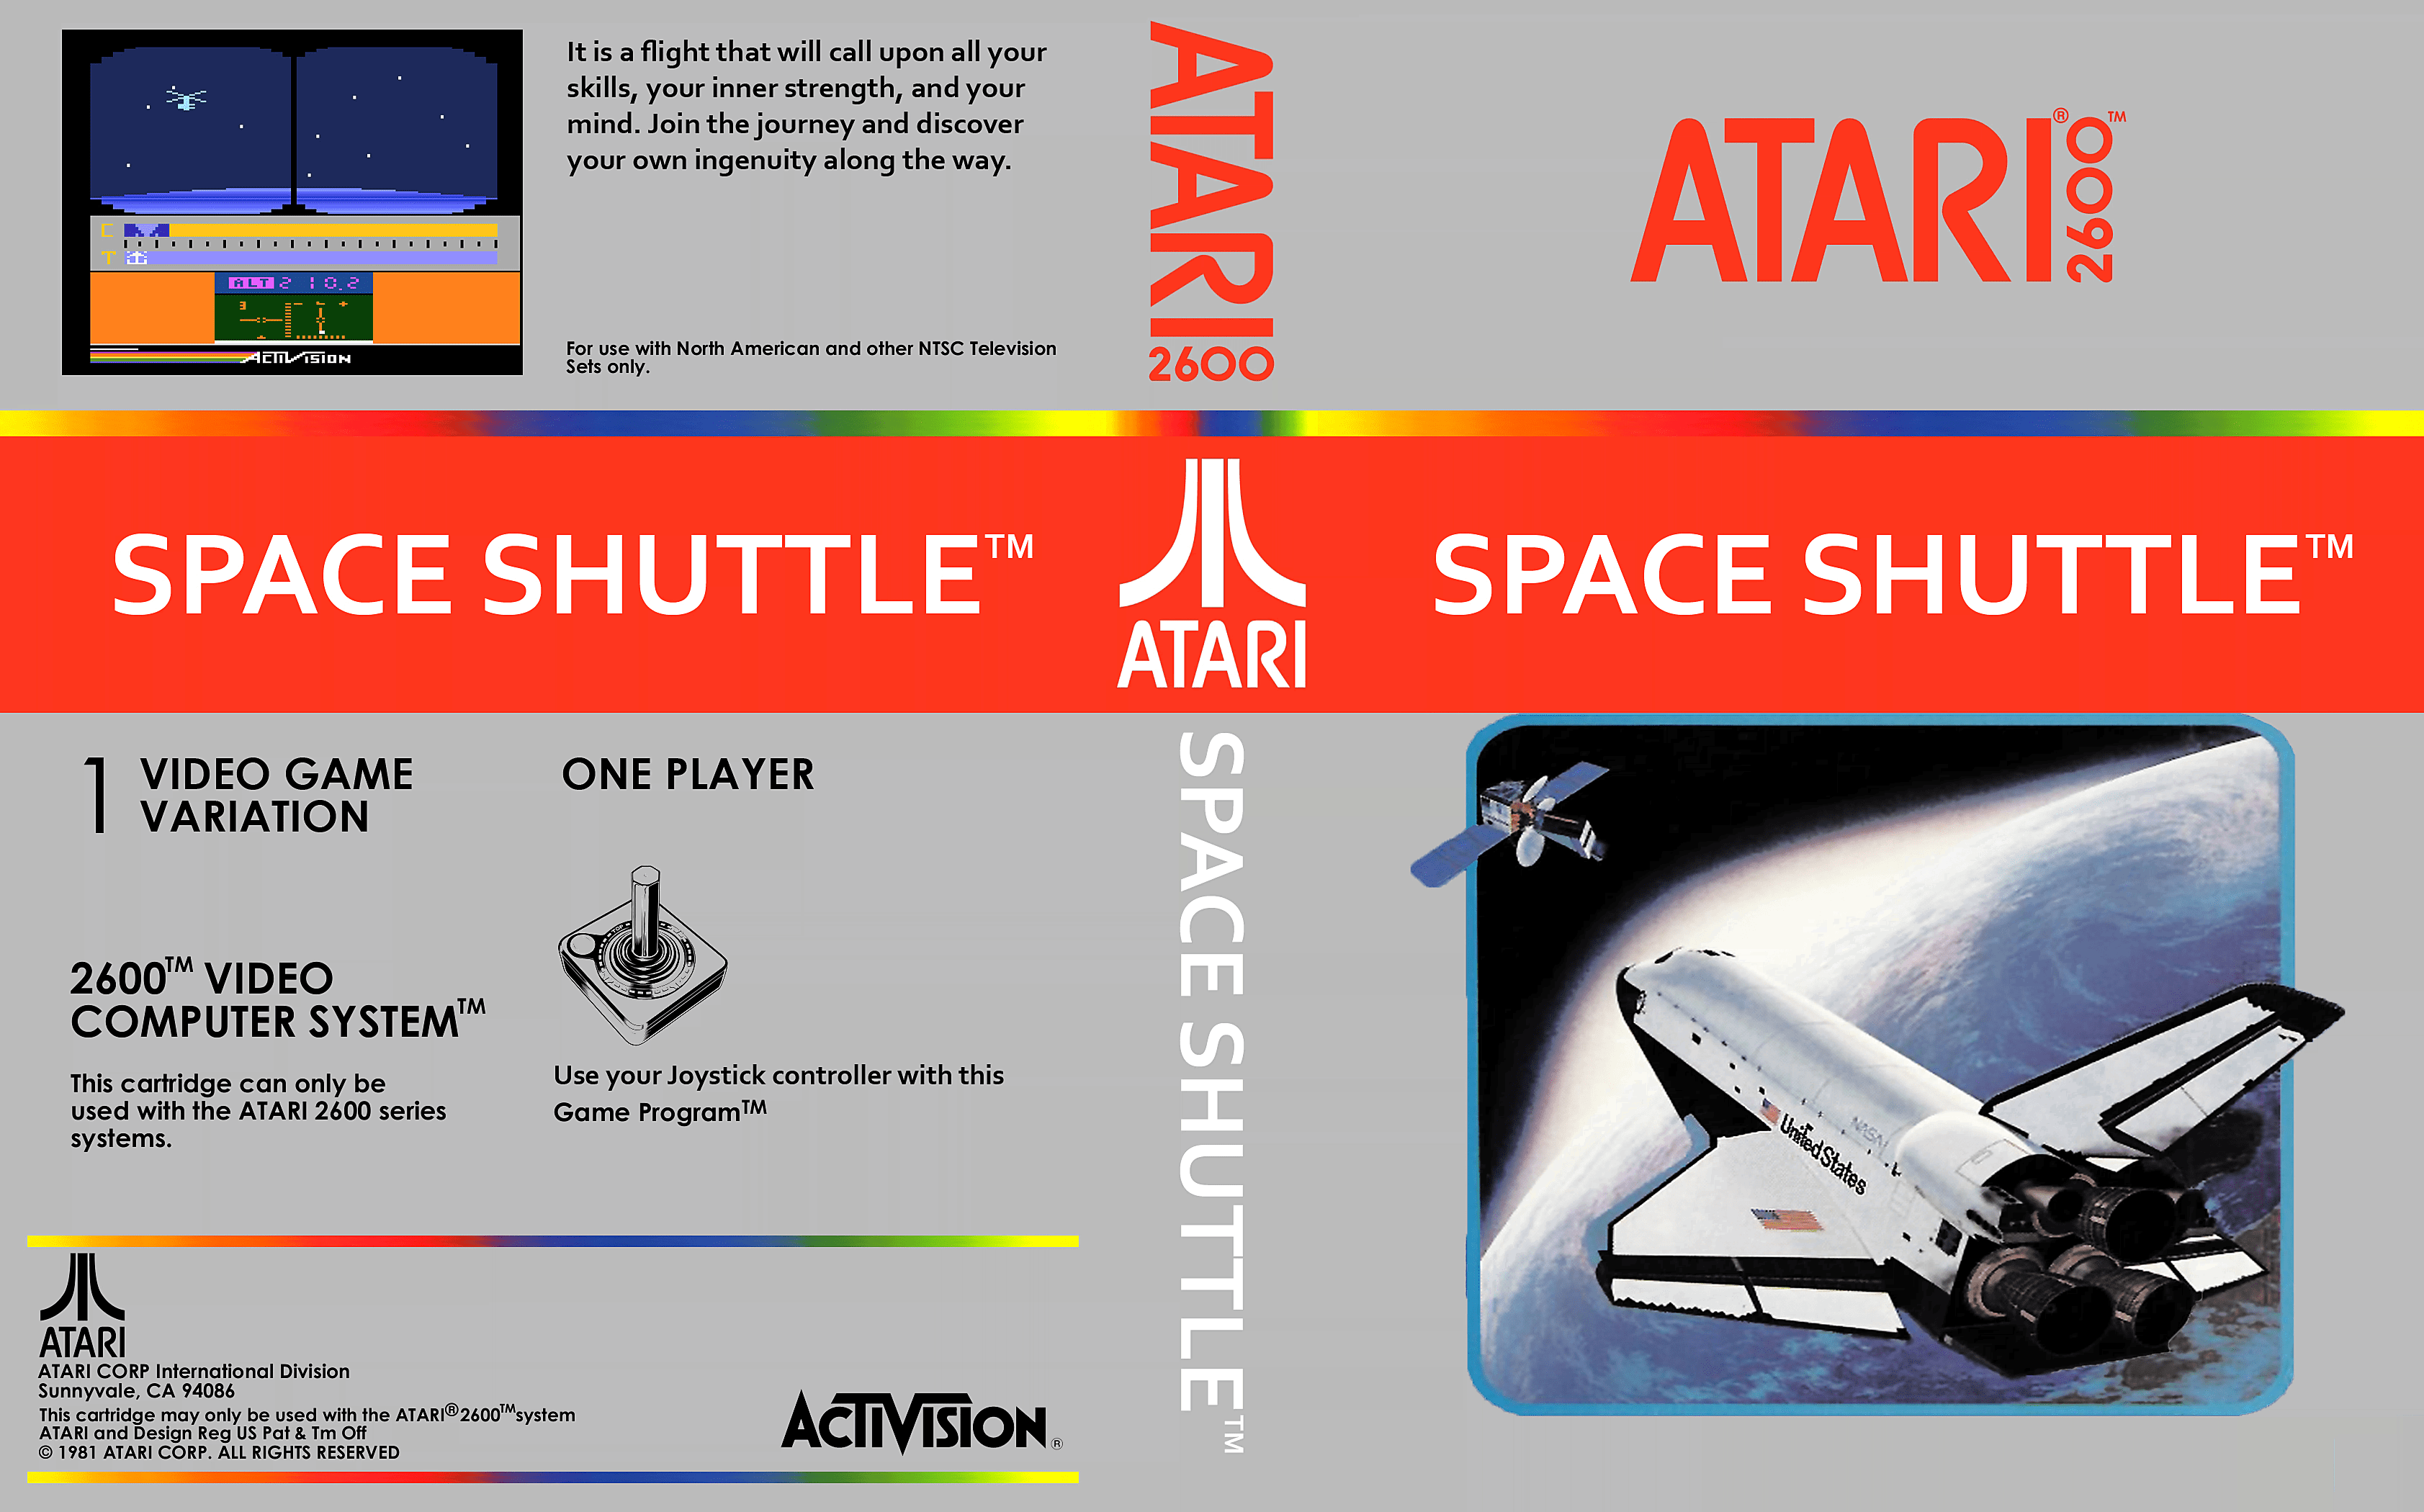 It is a flight that will call upon all your
skills, your inner strength, and your
mind. Join the journey and discover
your own ingenuity along the way.
C
T
ALT 210.2
3
ACTIVISION
For use with North American and other NTSC Television
Sets only.
ATARI
2600
ATARI® 2600™
SPACE SHUTTLE™
ATARI
SPACE SHUTTLE™
1 VIDEO GAME
VARIATION
ONE PLAYER
2600™ VIDEO
COMPUTER SYSTEM™
This cartridge can only be
used with the ATARI 2600 series
systems.
Use your Joystick controller with this
Game Program™
ATARI
ATARI CORP International Division
Sunnyvale, CA 94086
This cartridge may only be used with the ATARI®2600™system
ATARI and Design Reg US Pat & Tm Off
© 1981 ATARI CORP. ALL RIGHTS RESERVED
ACTIVISION®
SPACE SHUTTLE™
NASA
United States